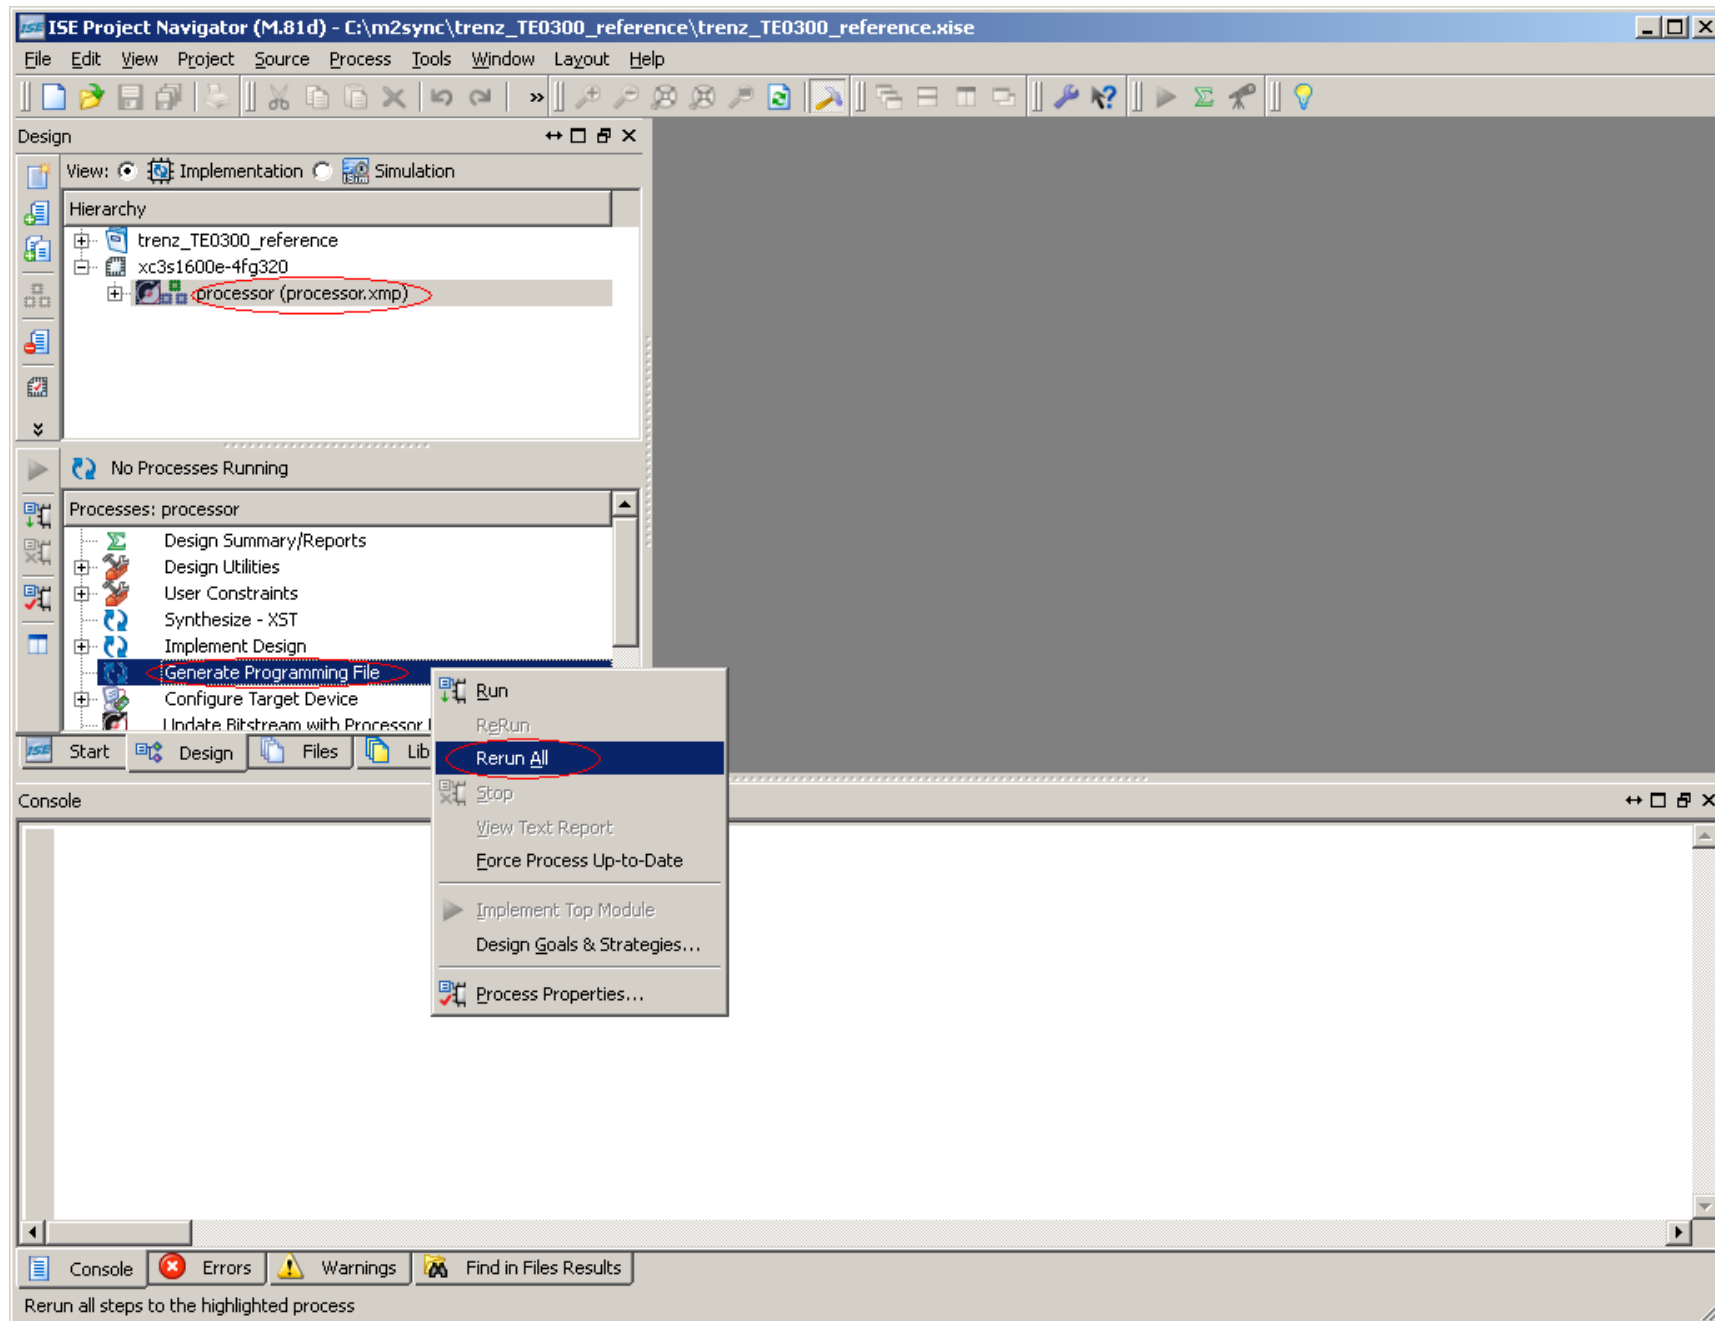 ISE Project Navigator (M.81d) - C:\m2sync\trenz_TE0300_reference\trenz_TE0300_reference.xise
File Edit View Project Source Process Tools Window Layout Help
Design
View: Implementation Simulation
Hierarchy
trenz_TE0300_reference
xc3s1600e-4fg320
processor (processor.xmp)
No Processes Running
Processes: processor
Design Summary/Reports
Design Utilities
User Constraints
Synthesize - XST
Implement Design
Generate Programming File
Configure Target Device
Update Bitstream with Processor
Start Design Files Lib
Run
ReRun
Rerun All
Stop
View Text Report
Force Process Up-to-Date
Implement Top Module
Design Goals & Strategies...
Process Properties...
Console
Console Errors Warnings Find in Files Results
Rerun all steps to the highlighted process